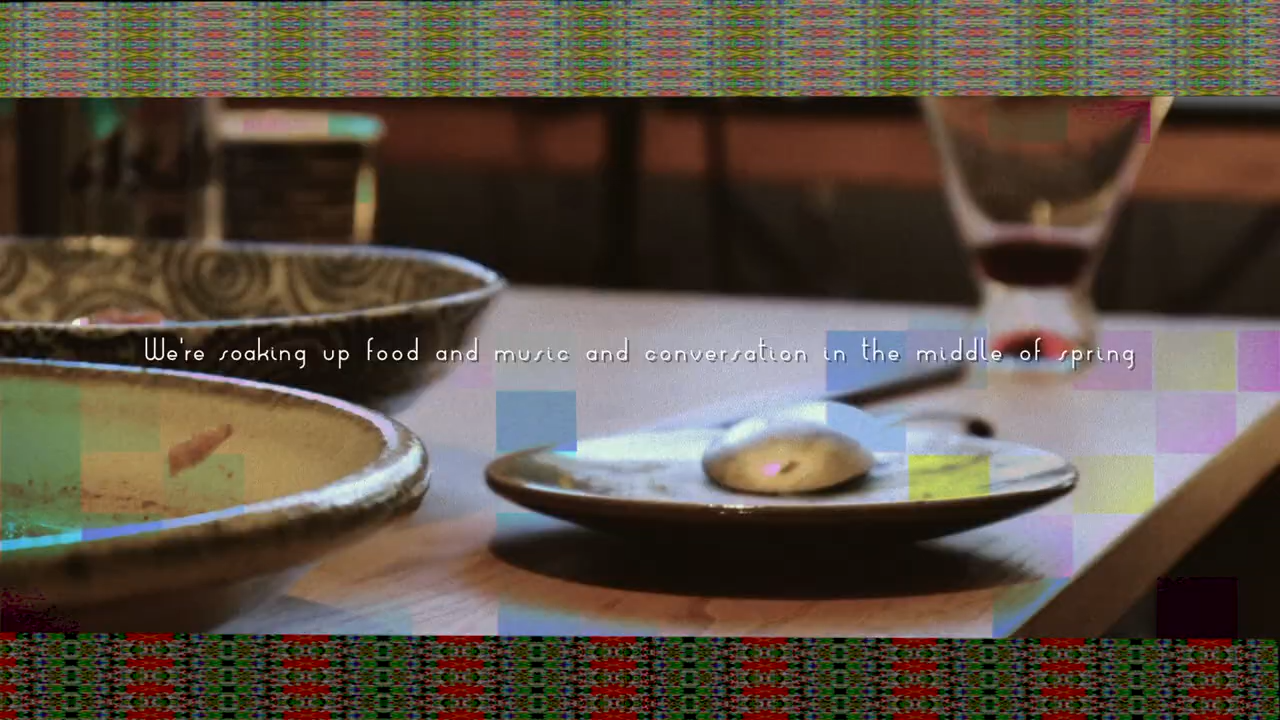 We're soaking up food and music and conversation in the middle of spring